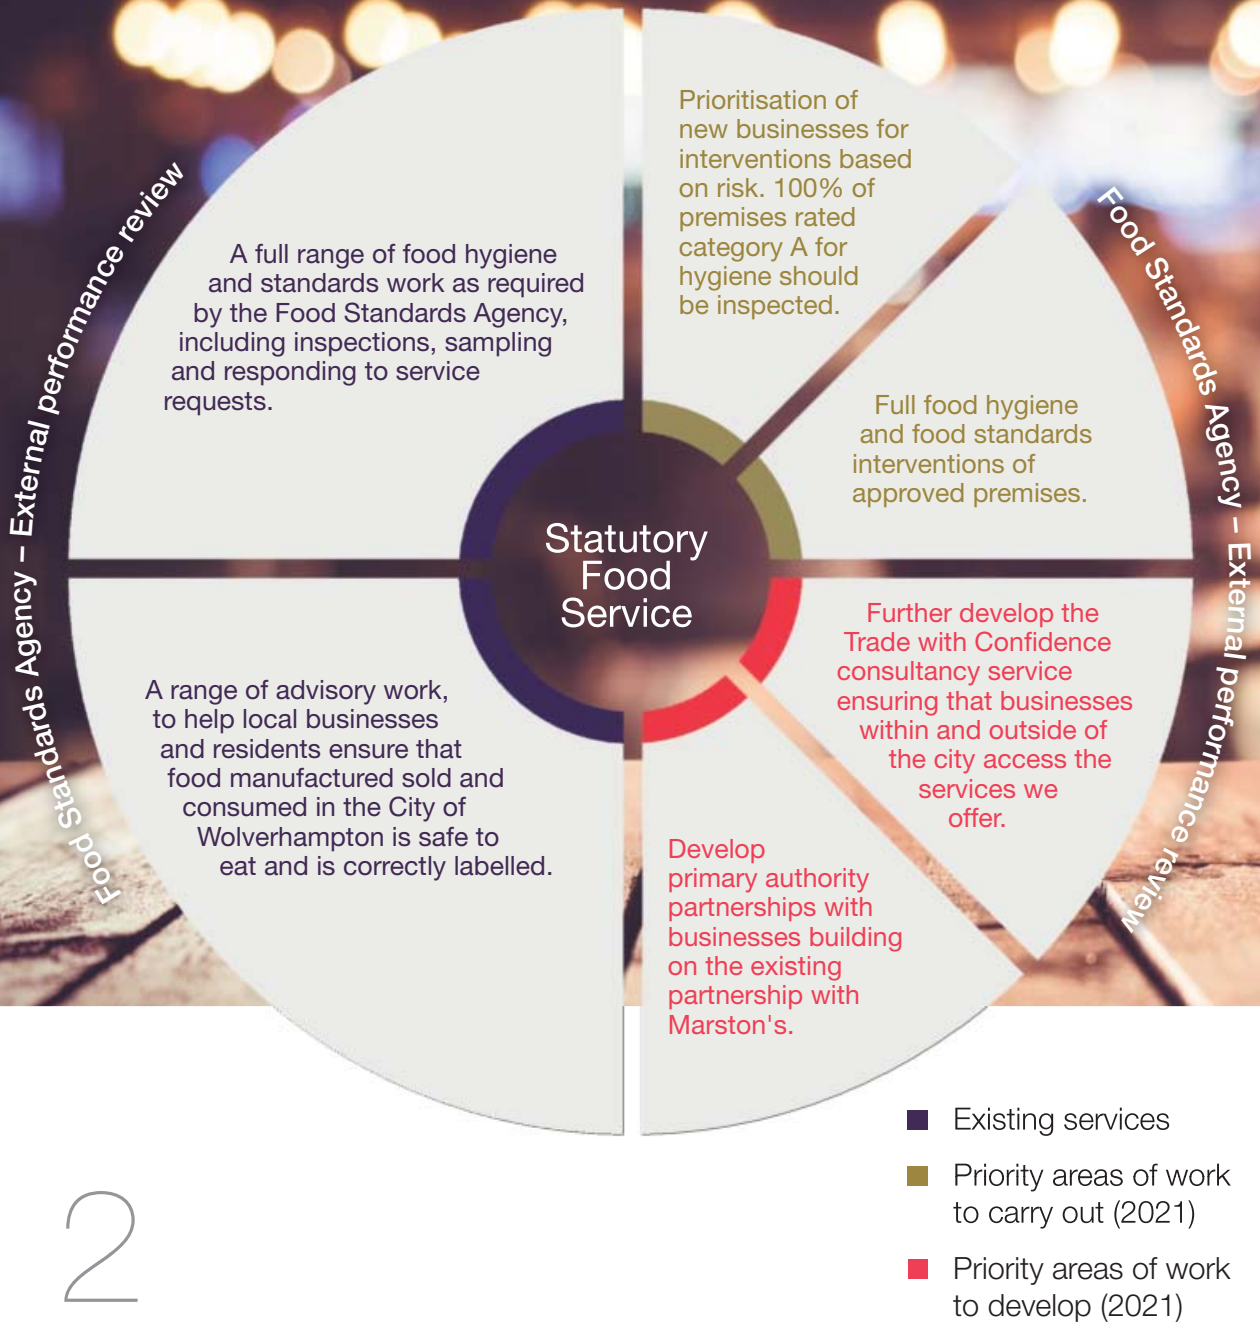 Food Standards Agency – External performance review
A full range of food hygiene
and standards work as required
by the Food Standards Agency,
including inspections, sampling
and responding to service
requests.
Prioritisation of
new businesses for
interventions based
on risk. 100% of
premises rated
category A for
hygiene should
be inspected.
Full food hygiene
and food standards
interventions of
approved premises.
Food Standards Agency – External performance review
Statutory
Food
Service
A range of advisory work,
to help local businesses
and residents ensure that
food manufactured sold and
consumed in the City of
Wolverhampton is safe to
eat and is correctly labelled.
Further develop the
Trade with Confidence
consultancy service
ensuring that businesses
within and outside of
the city access the
services we
offer.
Develop
primary authority
partnerships with
businesses building
on the existing
partnership with
Marston's.
Existing services
Priority areas of work
to carry out (2021)
Priority areas of work
to develop (2021)
2